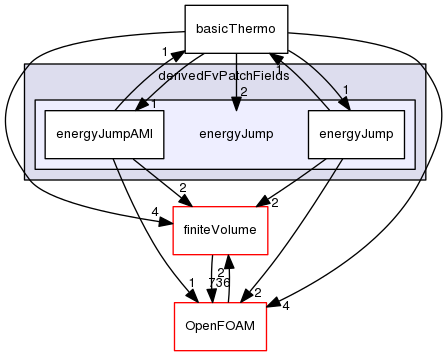 basicThermo
1
1
derivedFvPatchFields
1
1
2
energyJumpAMI
energyJump
energyJump
2
2
4
finiteVolume
2
736
1
2
4
OpenFOAM